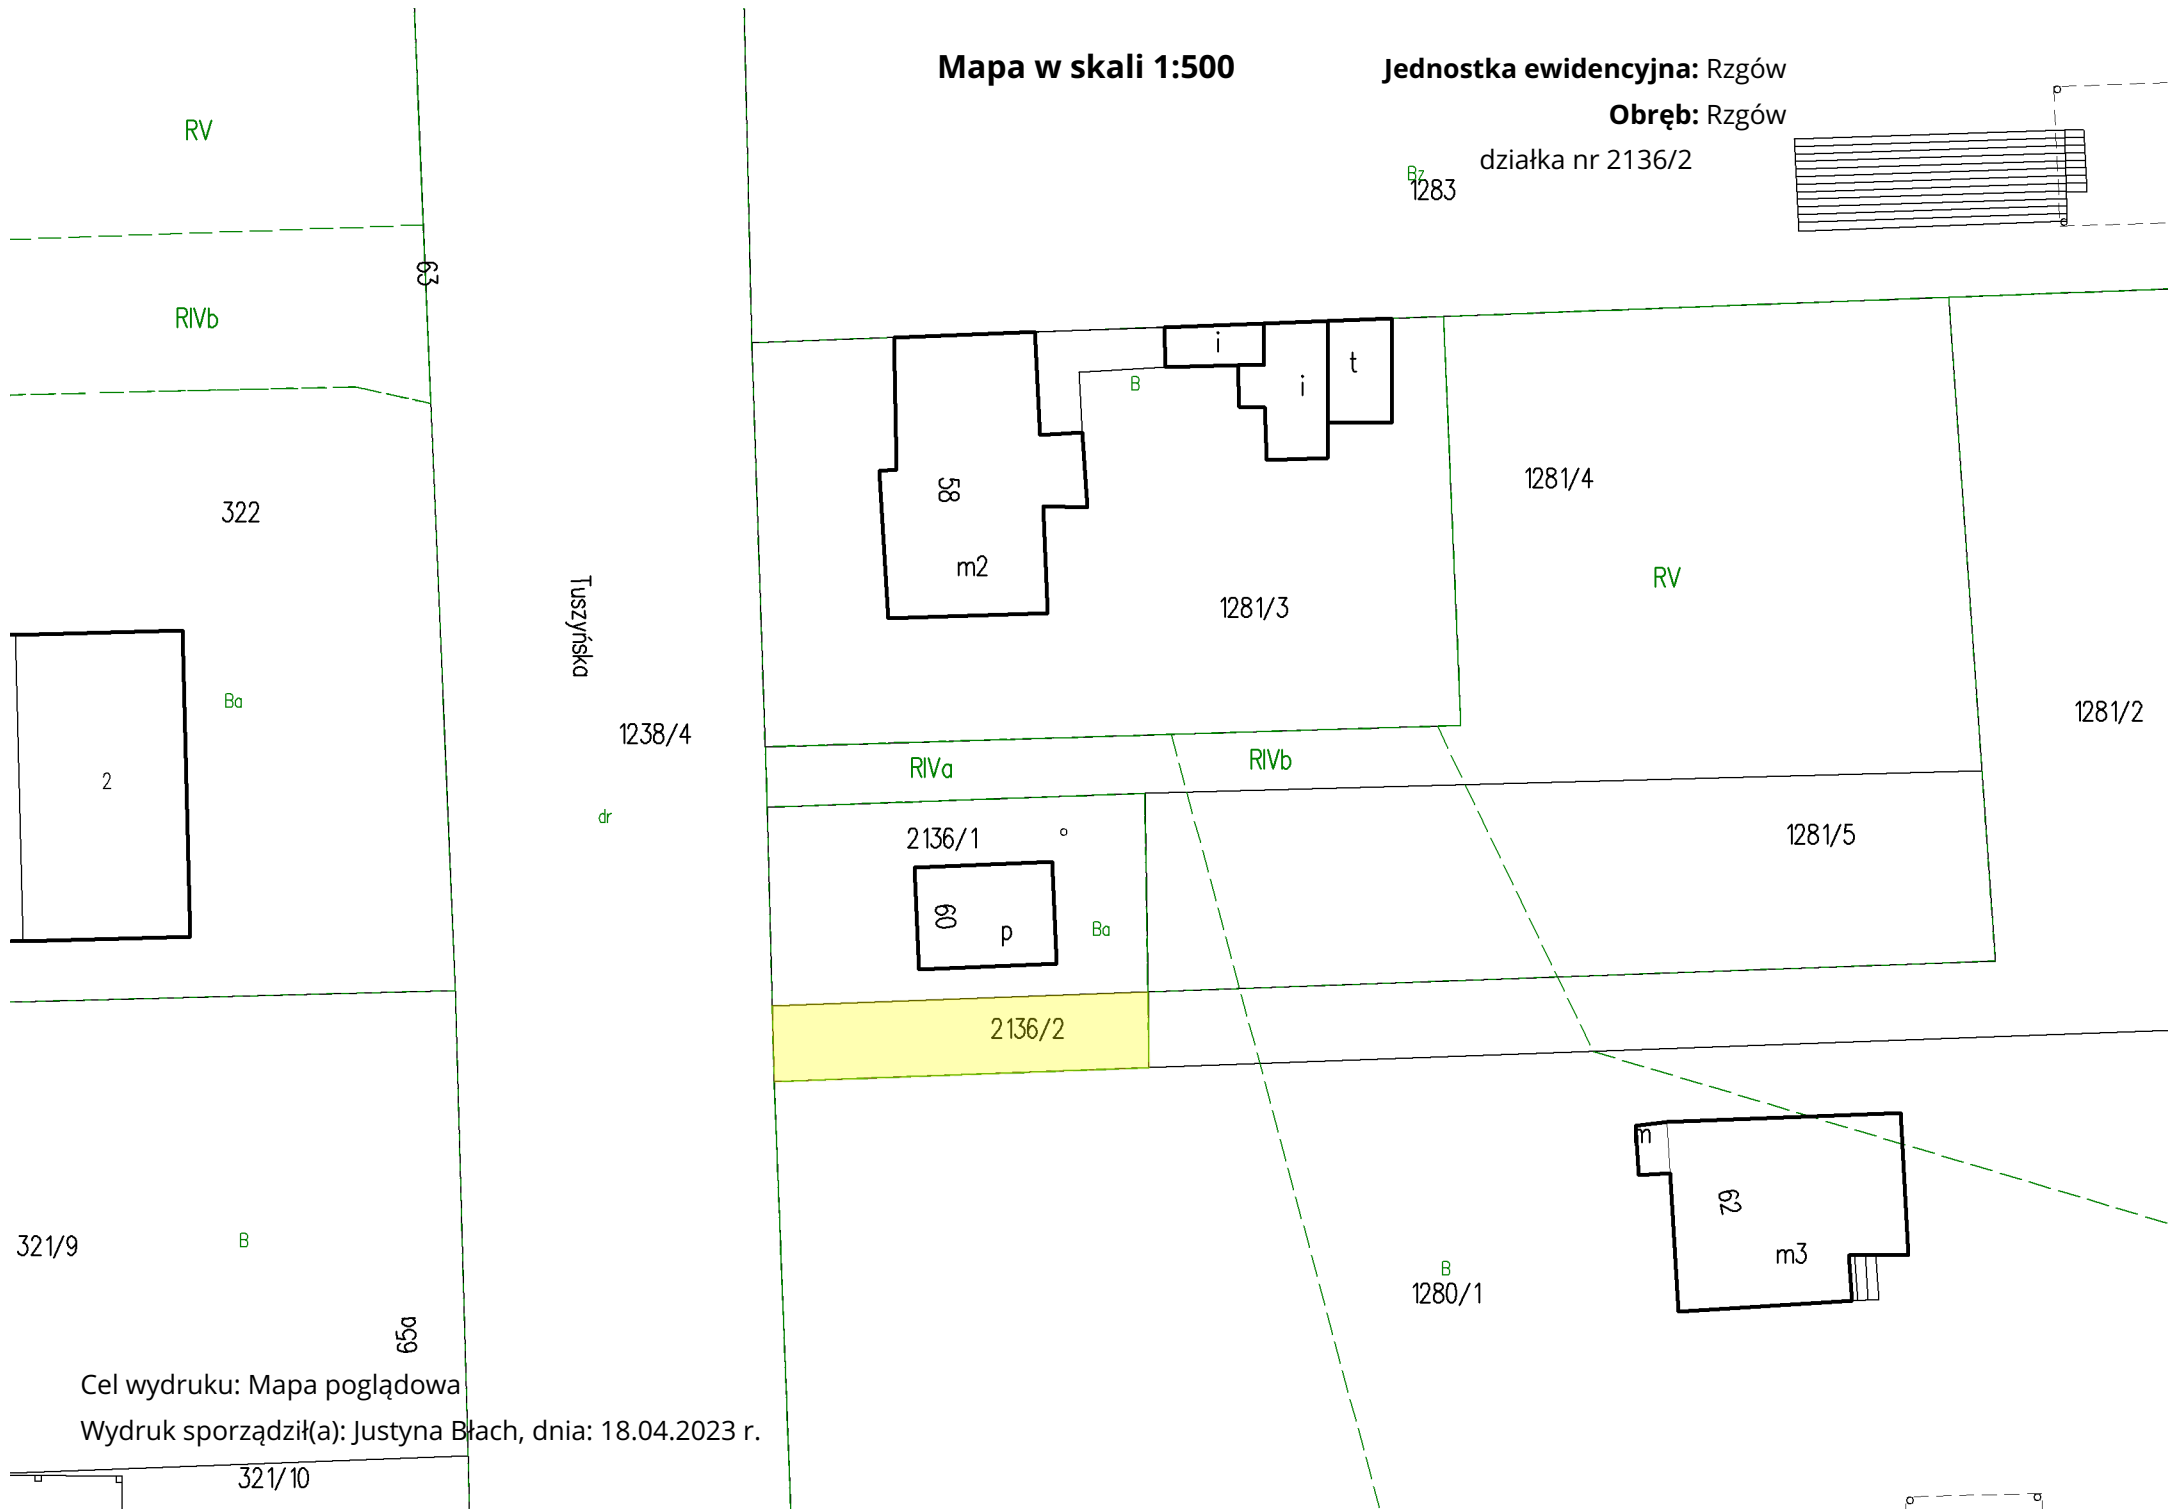 Mapa w skali 1:500
Jednostka ewidencyjna: Rzgów
Obręb: Rzgów
działka nr 2136/2
RV
Bz
1283
63
RIVb
i
t
i
B
58
1281/4
322
m2
RV
Tuszyńska
1281/3
Ba
1281/2
1238/4
2
RIVa
RIVb
dr
2136/1
1281/5
60
p
Ba
2136/2
m
62
321/9
B
m3
B
1280/1
65a
Cel wydruku: Mapa poglądowa
Wydruk sporządził(a): Justyna Błach, dnia: 18.04.2023 r.
321/10